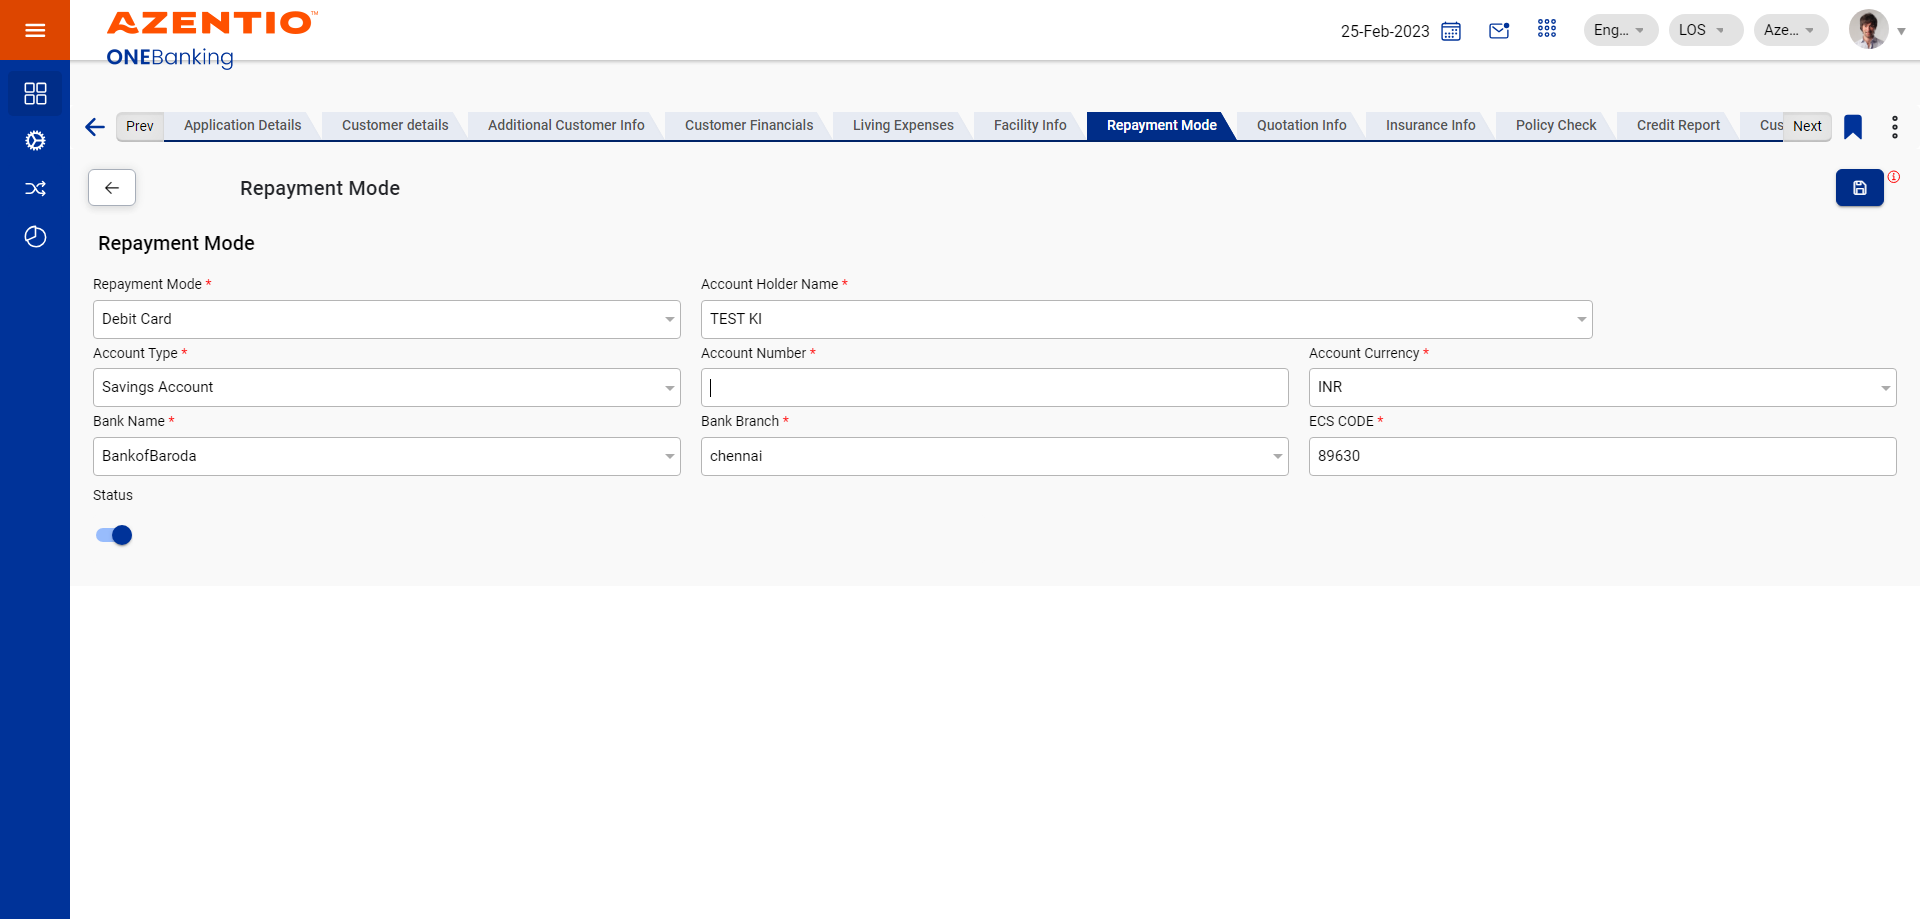 AZENTIO™
ONEBanking
25-Feb-2023
Eng...
LOS
Aze...
Prev
Application Details
Customer details
Additional Customer Info
Customer Financials
Living Expenses
Facility Info
Repayment Mode
Quotation Info
Insurance Info
Policy Check
Credit Report
Cus
Next
Repayment Mode
Repayment Mode
Repayment Mode *
Account Holder Name *
Debit Card
TEST KI
Account Type *
Account Number *
Account Currency *
Savings Account
INR
Bank Name *
Bank Branch *
ECS CODE *
BankofBaroda
chennai
89630
Status